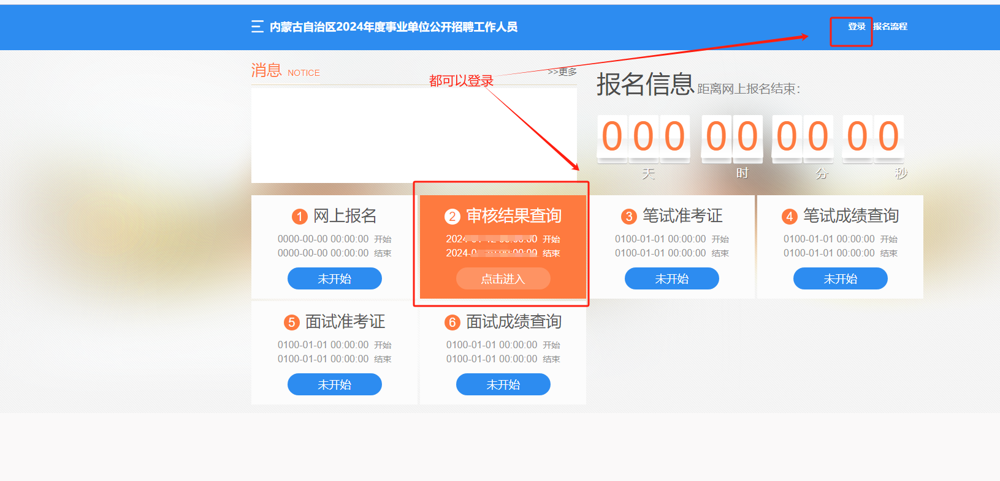 三 内蒙古自治区2024年度事业单位公开招聘工作人员
登录 报名流程
消息 NOTICE
>>更多
都可以登录
报名信息 距离网上报名结束:
000 00 00 00
天 时 分 秒
1 网上报名
0000-00-00 00:00:00 开始
0000-00-00 00:00:00 结束
未开始
2 审核结果查询
2024- 开始
2024-0 结束
点击进入
3 笔试准考证
0100-01-01 00:00:00 开始
0100-01-01 00:00:00 结束
未开始
4 笔试成绩查询
0100-01-01 00:00:00 开始
0100-01-01 00:00:00 结束
未开始
5 面试准考证
0100-01-01 00:00:00 开始
0100-01-01 00:00:00 结束
未开始
6 面试成绩查询
0100-01-01 00:00:00 开始
0100-01-01 00:00:00 结束
未开始